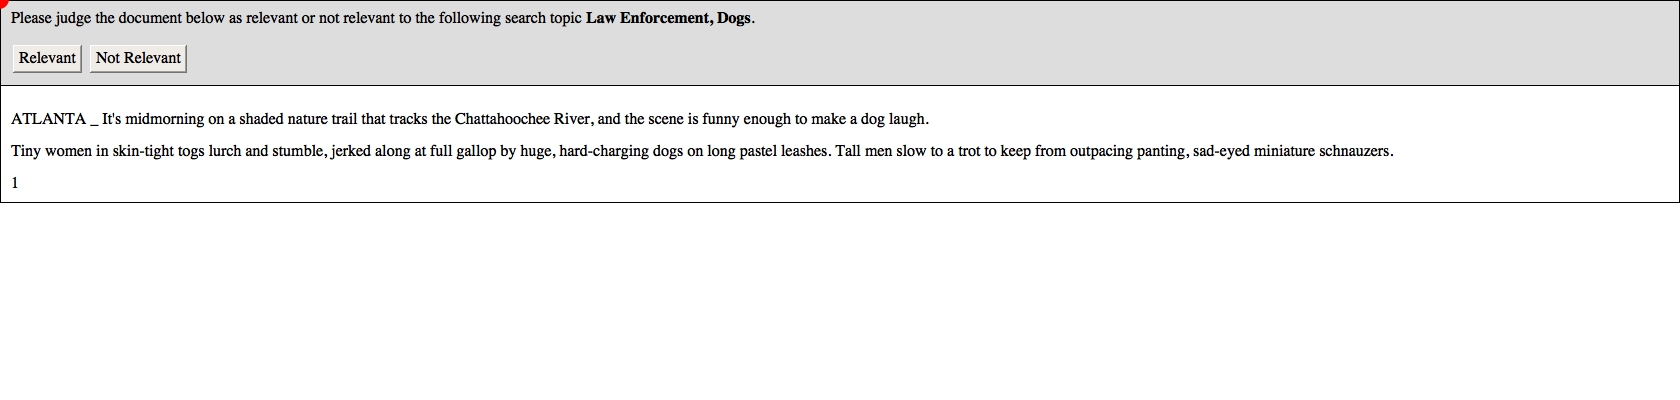 Please judge the document below as relevant or not relevant to the following search topic Law Enforcement, Dogs.
Relevant Not Relevant
ATLANTA _ It's midmorning on a shaded nature trail that tracks the Chattahoochee River, and the scene is funny enough to make a dog laugh.
Tiny women in skin-tight togs lurch and stumble, jerked along at full gallop by huge, hard-charging dogs on long pastel leashes. Tall men slow to a trot to keep from outpacing panting, sad-eyed miniature schnauzers.
1